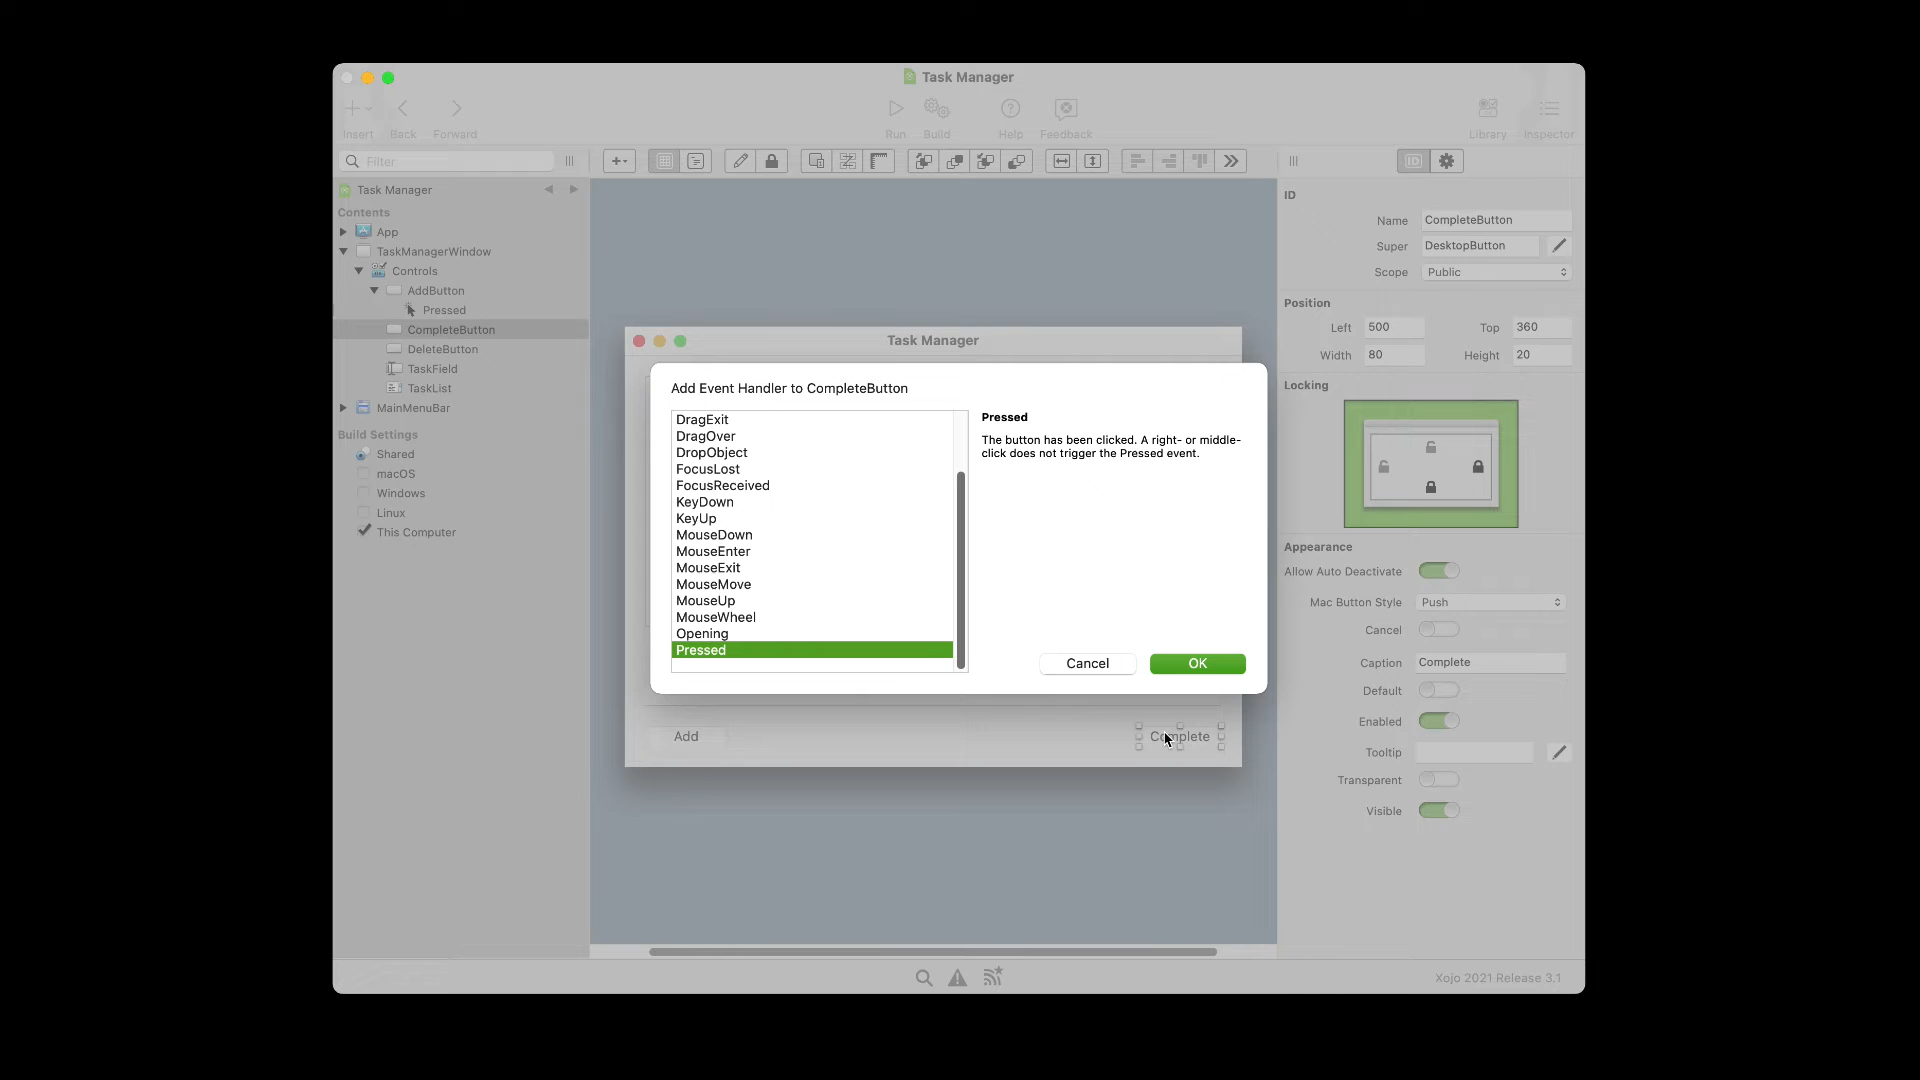 Task Manager
Insert
Back
Forward
Run
Build
Help
Feedback
Library
Inspector
Filter
ID
Task Manager
Contents
App
TaskManagerWindow
Controls
AddButton
Pressed
CompleteButton
DeleteButton
TaskField
TaskList
MainMenuBar
Build Settings
Shared
macOS
Windows
Linux
This Computer
Task Manager
Add Event Handler to CompleteButton
DragExit
DragOver
DropObject
FocusLost
FocusReceived
KeyDown
KeyUp
MouseDown
MouseEnter
MouseExit
MouseMove
MouseUp
MouseWheel
Opening
Pressed
Pressed
The button has been clicked. A right- or middle-
click does not trigger the Pressed event.
Cancel
OK
Add
Complete
ID
Name CompleteButton
Super DesktopButton
Scope Public
Position
Left 500 Top 360
Width 80 Height 20
Locking
Appearance
Allow Auto Deactivate
Mac Button Style Push
Cancel
Caption Complete
Default
Enabled
Tooltip
Transparent
Visible
Xojo 2021 Release 3.1